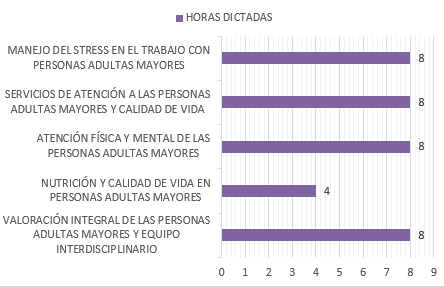 HORAS DICTADAS
MANEJO DEL STRESS EN EL TRABAJO CON
PERSONAS ADULTAS MAYORES
8
SERVICIOS DE ATENCIÓN A LAS PERSONAS
ADULTAS MAYORES Y CALIDAD DE VIDA
8
ATENCIÓN FÍSICA Y MENTAL DE LAS
PERSONAS ADULTAS MAYORES
8
NUTRICIÓN Y CALIDAD DE VIDA EN
PERSONAS ADULTAS MAYORES
4
VALORACIÓN INTEGRAL DE LAS PERSONAS
ADULTAS MAYORES Y EQUIPO
INTERDISCIPLINARIO
8
0 1 2 3 4 5 6 7 8 9